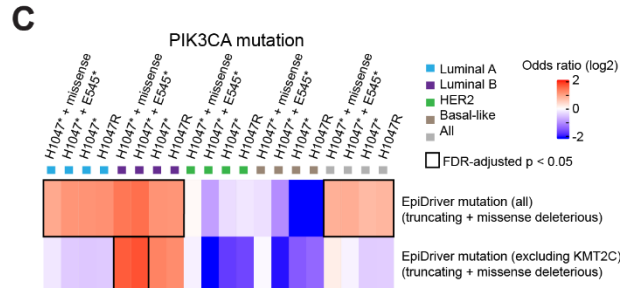 C
PIK3CA mutation
H1047* + missense
H1047* + E545*
H1047*
H1047R
H1047* + missense
H1047* + E545*
H1047*
H1047R
H1047* + missense
H1047* + E545*
H1047*
H1047R
H1047* + missense
H1047* + E545*
H1047*
H1047R
H1047* + missense
H1047* + E545*
H1047*
H1047R
Luminal A
Luminal B
HER2
Basal-like
All
Odds ratio (log2)
2
0
-2
FDR-adjusted p < 0.05
EpiDriver mutation (all)
(truncating + missense deleterious)
EpiDriver mutation (excluding KMT2C)
(truncating + missense deleterious)